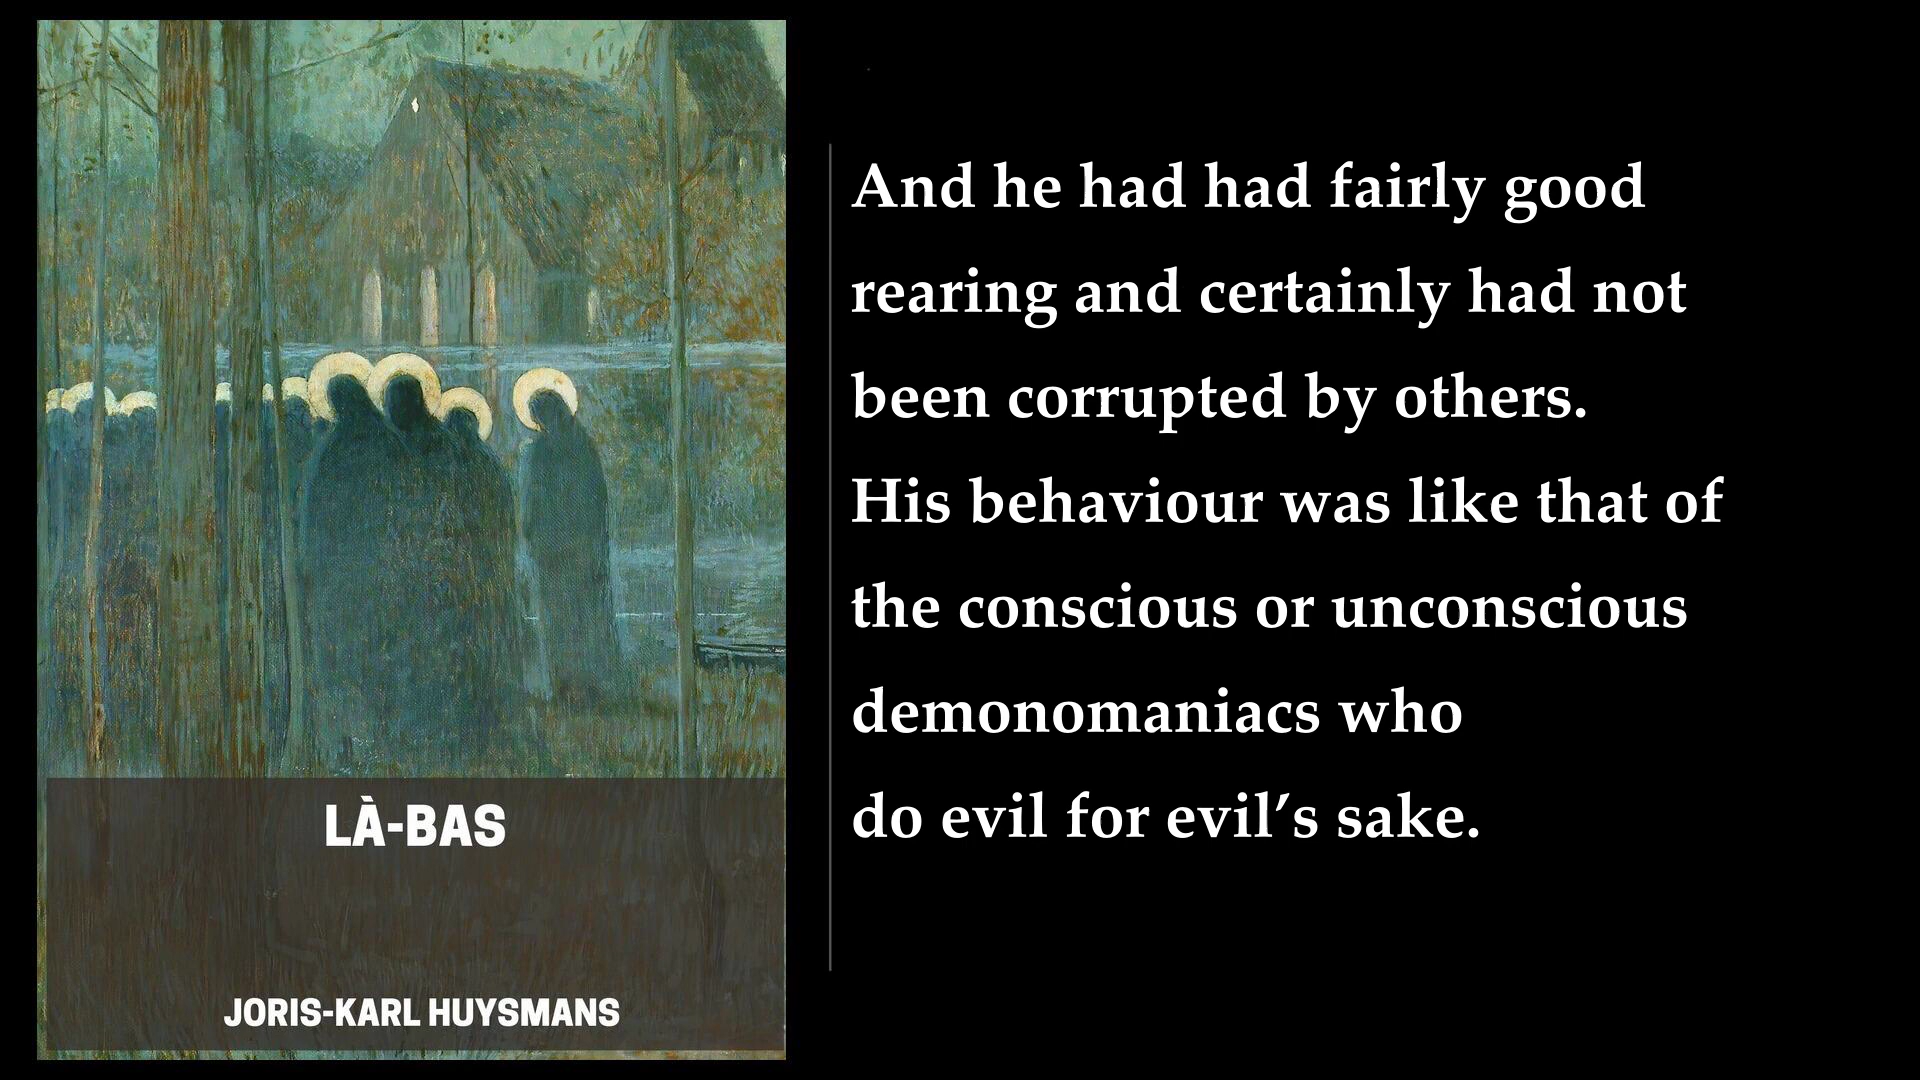 LÀ-BAS
JORIS-KARL HUYSMANS
And he had had fairly good
rearing and certainly had not
been corrupted by others.
His behaviour was like that of
the conscious or unconscious
demonomaniacs who
do evil for evil’s sake.